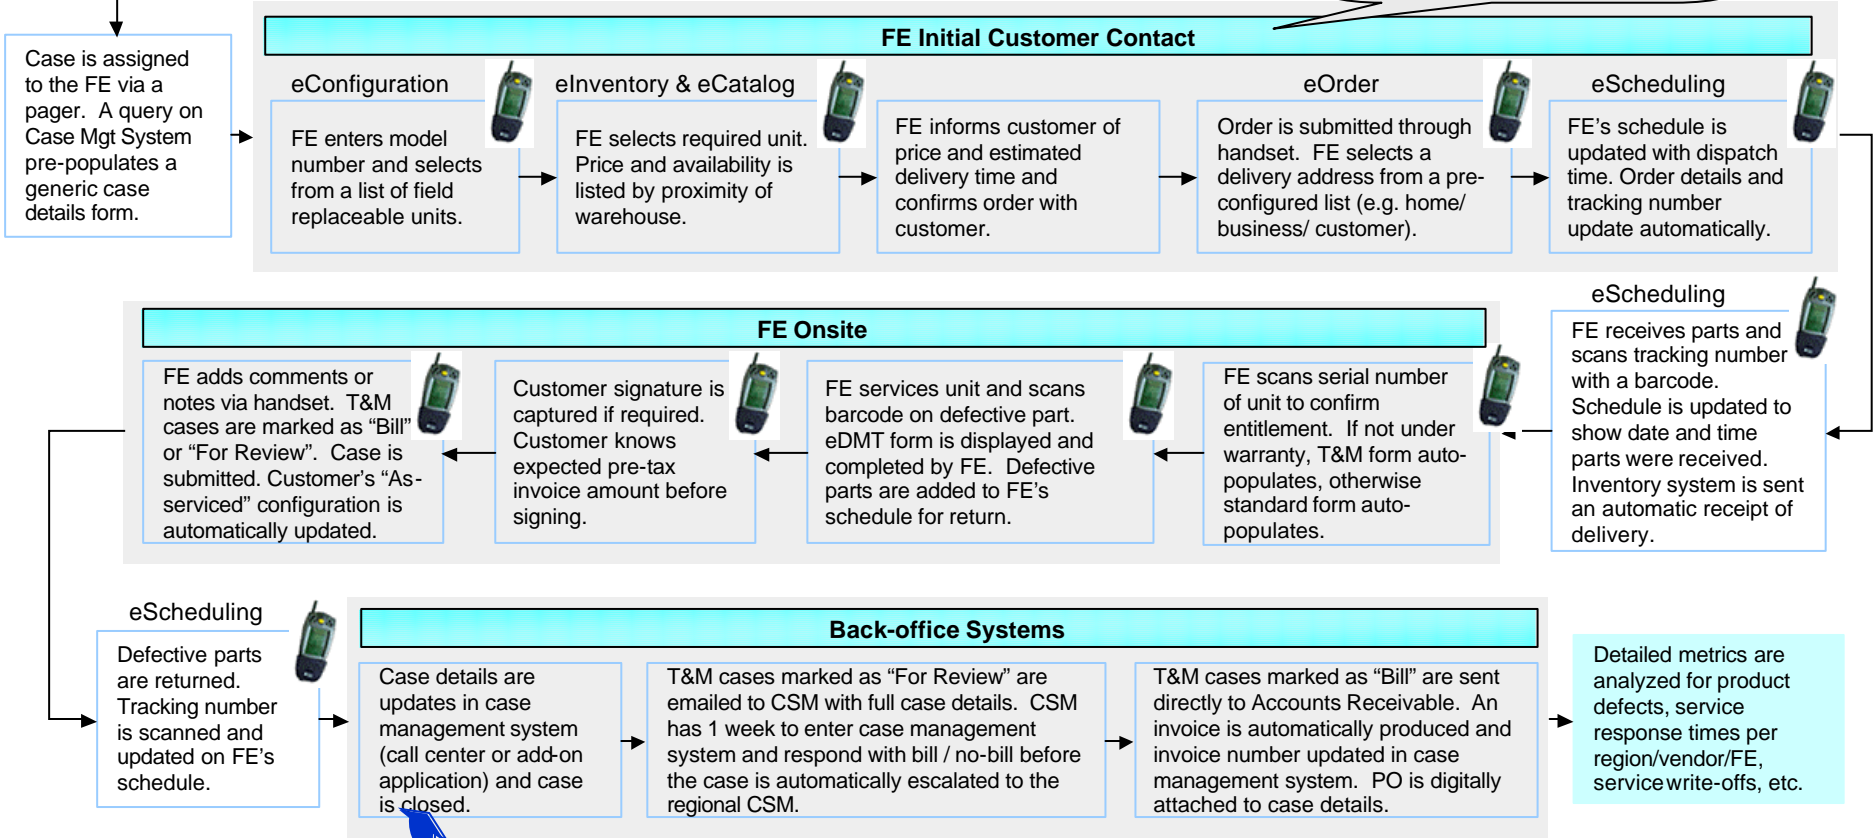 Case is assigned
to the FE via a
pager. A query on
Case Mgt System
pre-populates a
generic case
details form.
FE Initial Customer Contact
eConfiguration
FE enters model
number and selects
from a list of field
replaceable units.
eInventory & eCatalog
FE selects required unit.
Price and availability is
listed by proximity of
warehouse.
FE informs customer of
price and estimated
delivery time and
confirms order with
customer.
eOrder
Order is submitted through
handset. FE selects a
delivery address from a pre-
configured list (e.g. home/
business/ customer).
eScheduling
FE's schedule is
updated with dispatch
time. Order details and
tracking number
update automatically.
eScheduling
FE receives parts and
scans tracking number
with a barcode.
Schedule is updated to
show date and time
parts were received.
Inventory system is sent
an automatic receipt of
delivery.
FE Onsite
FE scans serial number
of unit to confirm
entitlement. If not under
warranty, T&M form auto-
populates, otherwise
standard form auto-
populates.
FE services unit and scans
barcode on defective part.
eDMT form is displayed and
completed by FE. Defective
parts are added to FE's
schedule for return.
Customer signature is
captured if required.
Customer knows
expected pre-tax
invoice amount before
signing.
FE adds comments or
notes via handset. T&M
cases are marked as “Bill”
or “For Review”. Case is
submitted. Customer's “As-
serviced” configuration is
automatically updated.
eScheduling
Defective parts
are returned.
Tracking number
is scanned and
updated on FE's
schedule.
Back-office Systems
Case details are
updates in case
management system
(call center or add-on
application) and case
is closed.
T&M cases marked as “For Review” are
emailed to CSM with full case details. CSM
has 1 week to enter case management
system and respond with bill / no-bill before
the case is automatically escalated to the
regional CSM.
T&M cases marked as “Bill” are sent
directly to Accounts Receivable. An
invoice is automatically produced and
invoice number updated in case
management system. PO is digitally
attached to case details.
Detailed metrics are
analyzed for product
defects, service
response times per
region/vendor/FE,
service write-offs, etc.